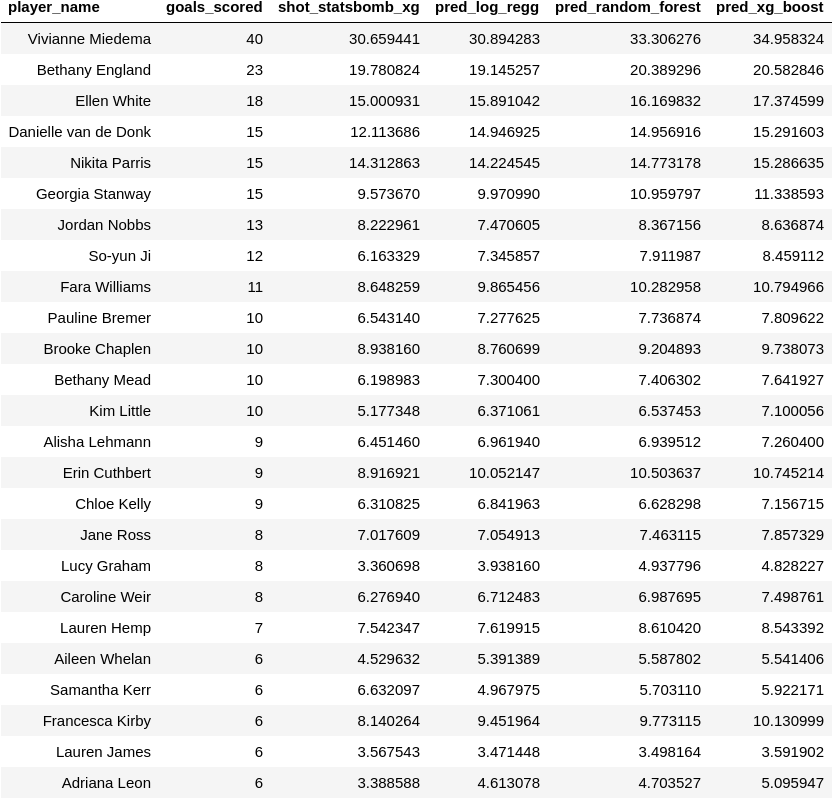 player_name goals_scored shot_statsbomb_xg pred_log_regg pred_random_forest pred_xg_boost
Vivianne Miedema 40 30.659441 30.894283 33.306276 34.958324
Bethany England 23 19.780824 19.145257 20.389296 20.582846
Ellen White 18 15.000931 15.891042 16.169832 17.374599
Danielle van de Donk 15 12.113686 14.946925 14.956916 15.291603
Nikita Parris 15 14.312863 14.224545 14.773178 15.286635
Georgia Stanway 15 9.573670 9.970990 10.959797 11.338593
Jordan Nobbs 13 8.222961 7.470605 8.367156 8.636874
So-yun Ji 12 6.163329 7.345857 7.911987 8.459112
Fara Williams 11 8.648259 9.865456 10.282958 10.794966
Pauline Bremer 10 6.543140 7.277625 7.736874 7.809622
Brooke Chaplen 10 8.938160 8.760699 9.204893 9.738073
Bethany Mead 10 6.198983 7.300400 7.406302 7.641927
Kim Little 10 5.177348 6.371061 6.537453 7.100056
Alisha Lehmann 9 6.451460 6.961940 6.939512 7.260400
Erin Cuthbert 9 8.916921 10.052147 10.503637 10.745214
Chloe Kelly 9 6.310825 6.841963 6.628298 7.156715
Jane Ross 8 7.017609 7.054913 7.463115 7.857329
Lucy Graham 8 3.360698 3.938160 4.937796 4.828227
Caroline Weir 8 6.276940 6.712483 6.987695 7.498761
Lauren Hemp 7 7.542347 7.619915 8.610420 8.543392
Aileen Whelan 6 4.529632 5.391389 5.587802 5.541406
Samantha Kerr 6 6.632097 4.967975 5.703110 5.922171
Francesca Kirby 6 8.140264 9.451964 9.773115 10.130999
Lauren James 6 3.567543 3.471448 3.498164 3.591902
Adriana Leon 6 3.388588 4.613078 4.703527 5.095947